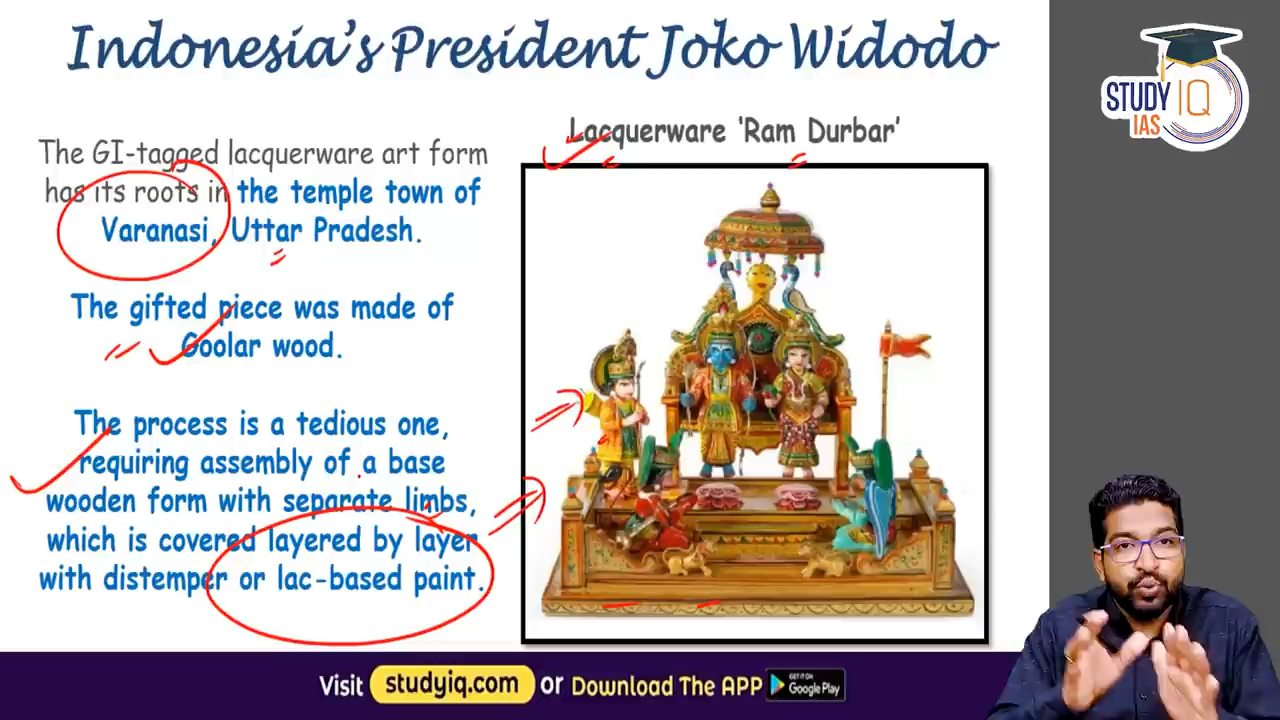 Indonesia's President Joko Widodo
STUDY IQ
IAS
Lacquerware ‘Ram Durbar’
The GI-tagged lacquerware art form
has its roots in the temple town of
Varanasi, Uttar Pradesh.
The gifted piece was made of
Goolar wood.
The process is a tedious one,
requiring assembly of a base
wooden form with separate limbs,
which is covered layered by layer
with distemper or lac-based paint.
Visit studyiq.com or Download The APP
GET IT ON
Google Play